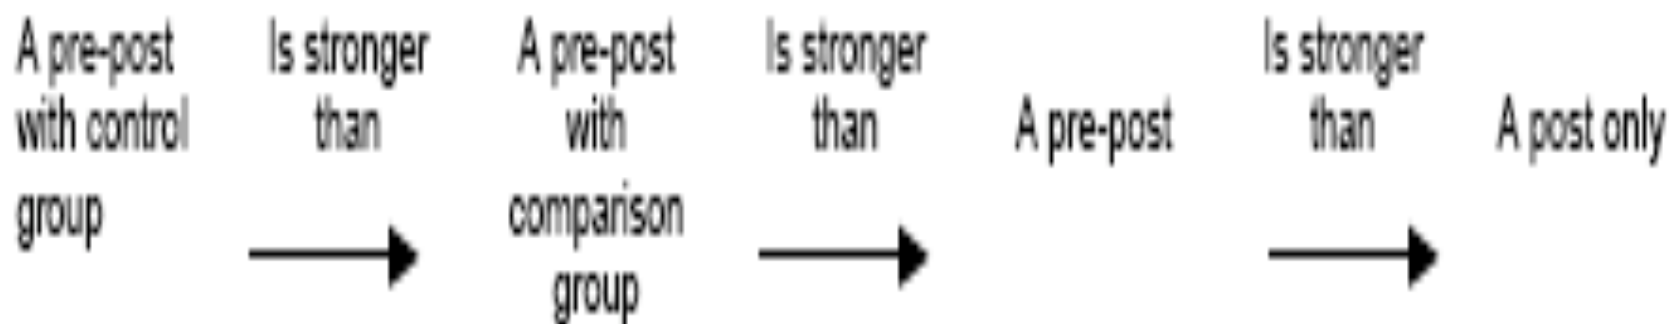 A pre-post
with control
group
Is stronger
than
A pre-post
with
comparison
group
Is stronger
than
A pre-post
Is stronger
than
A post only